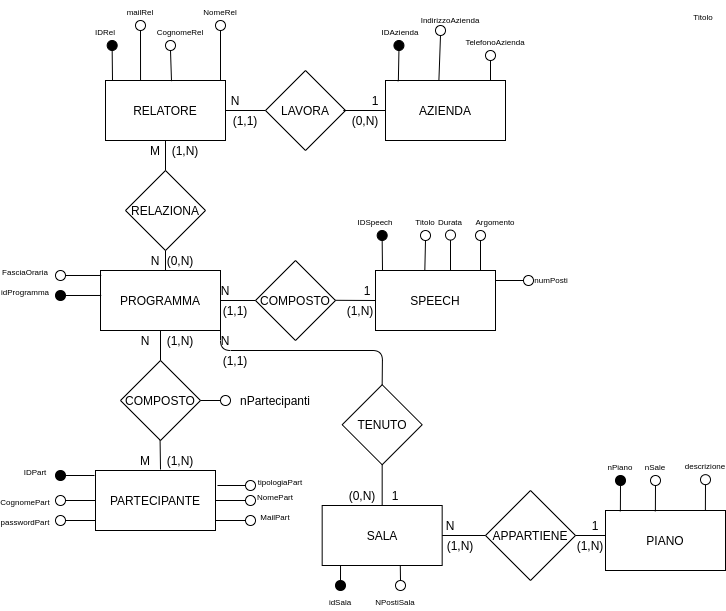 mailRel
NomeRel
IndirizzoAzienda
Titolo
IDRel
CognomeRel
IDAzienda
TelefonoAzienda
RELATORE
N
(1,1)
LAVORA
1
(0,N)
AZIENDA
M (1,N)
RELAZIONA
N (0,N)
IDSpeech
Titolo
Durata
Argomento
FasciaOraria
idProgramma
PROGRAMMA
N
(1,1)
COMPOSTO
1
(1,N)
SPEECH
numPosti
N (1,N)
N
(1,1)
COMPOSTO
nPartecipanti
TENUTO
M (1,N)
IDPart
CognomePart
passwordPart
PARTECIPANTE
tipologiaPart
NomePart
MailPart
(0,N) 1
nPiano
nSale
descrizione
SALA
N
(1,N)
APPARTIENE
1
(1,N)
PIANO
idSala
NPostiSala